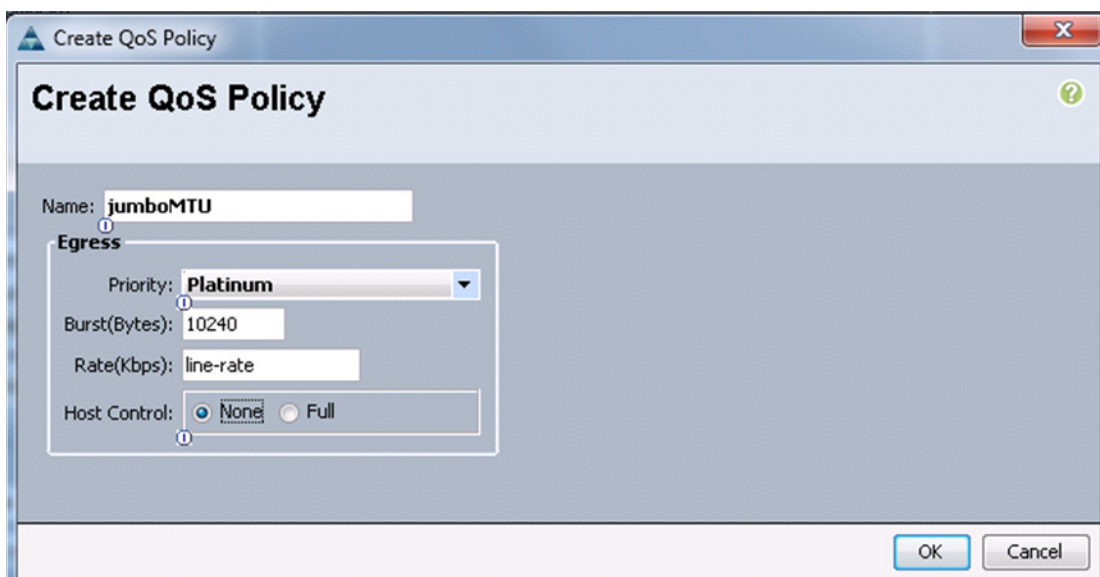 Create QoS Policy
Create QoS Policy
Name: jumboMTU
Egress
Priority: Platinum
Burst(Bytes): 10240
Rate(Kbps): line-rate
Host Control: None Full
OK Cancel